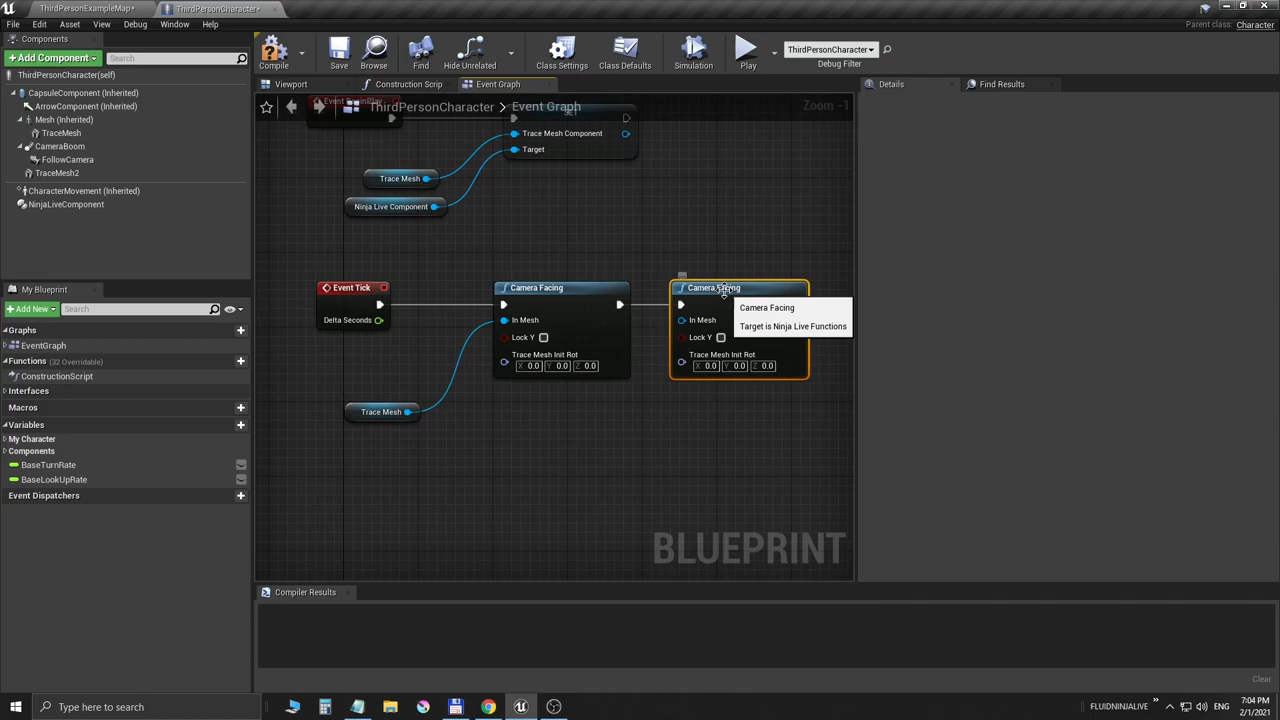 ThirdPersonExampleMap*
ThirdPersonCharacter*
File
Edit
Asset
View
Debug
Window
Help
Parent class: Character
Components
+ Add Component
Search
ThirdPersonCharacter(self)
CapsuleComponent (Inherited)
ArrowComponent (Inherited)
Mesh (Inherited)
TraceMesh
CameraBoom
FollowCamera
TraceMesh2
CharacterMovement (Inherited)
NinjaLiveComponent
My Blueprint
+ Add New
Search
Graphs
EventGraph
Functions (32 Overridable)
ConstructionScript
Interfaces
Macros
Variables
My Character
Components
BaseTurnRate
BaseLookUpRate
Event Dispatchers
Compile
Save
Browse
Find
Hide Unrelated
Class Settings
Class Defaults
Simulation
Play
ThirdPersonCharacter
Debug Filter
Viewport
Construction Scrip
Event Graph
Event BeginPlay
ThirdPersonCharacter > Event Graph
Zoom -1
Trace Mesh Component
Target
Trace Mesh
Ninja Live Component
Event Tick
Delta Seconds
Camera Facing
In Mesh
Lock Y
Trace Mesh Init Rot
X 0.0 Y 0.0 Z 0.0
Camera Facing
In Mesh
Lock Y
Trace Mesh Init Rot
X 0.0 Y 0.0 Z 0.0
Camera Facing
Target is Ninja Live Functions
Trace Mesh
BLUEPRINT
Details
Find Results
Compiler Results
Clear
Type here to search
FLUIDNINJALIVE
ENG
7:04 PM
2/1/2021